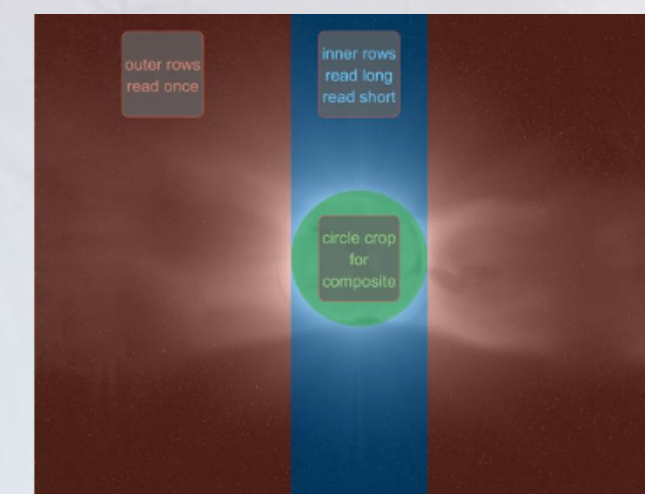 outer rows
read once
inner rows
read long
read short
circle crop
for
composite